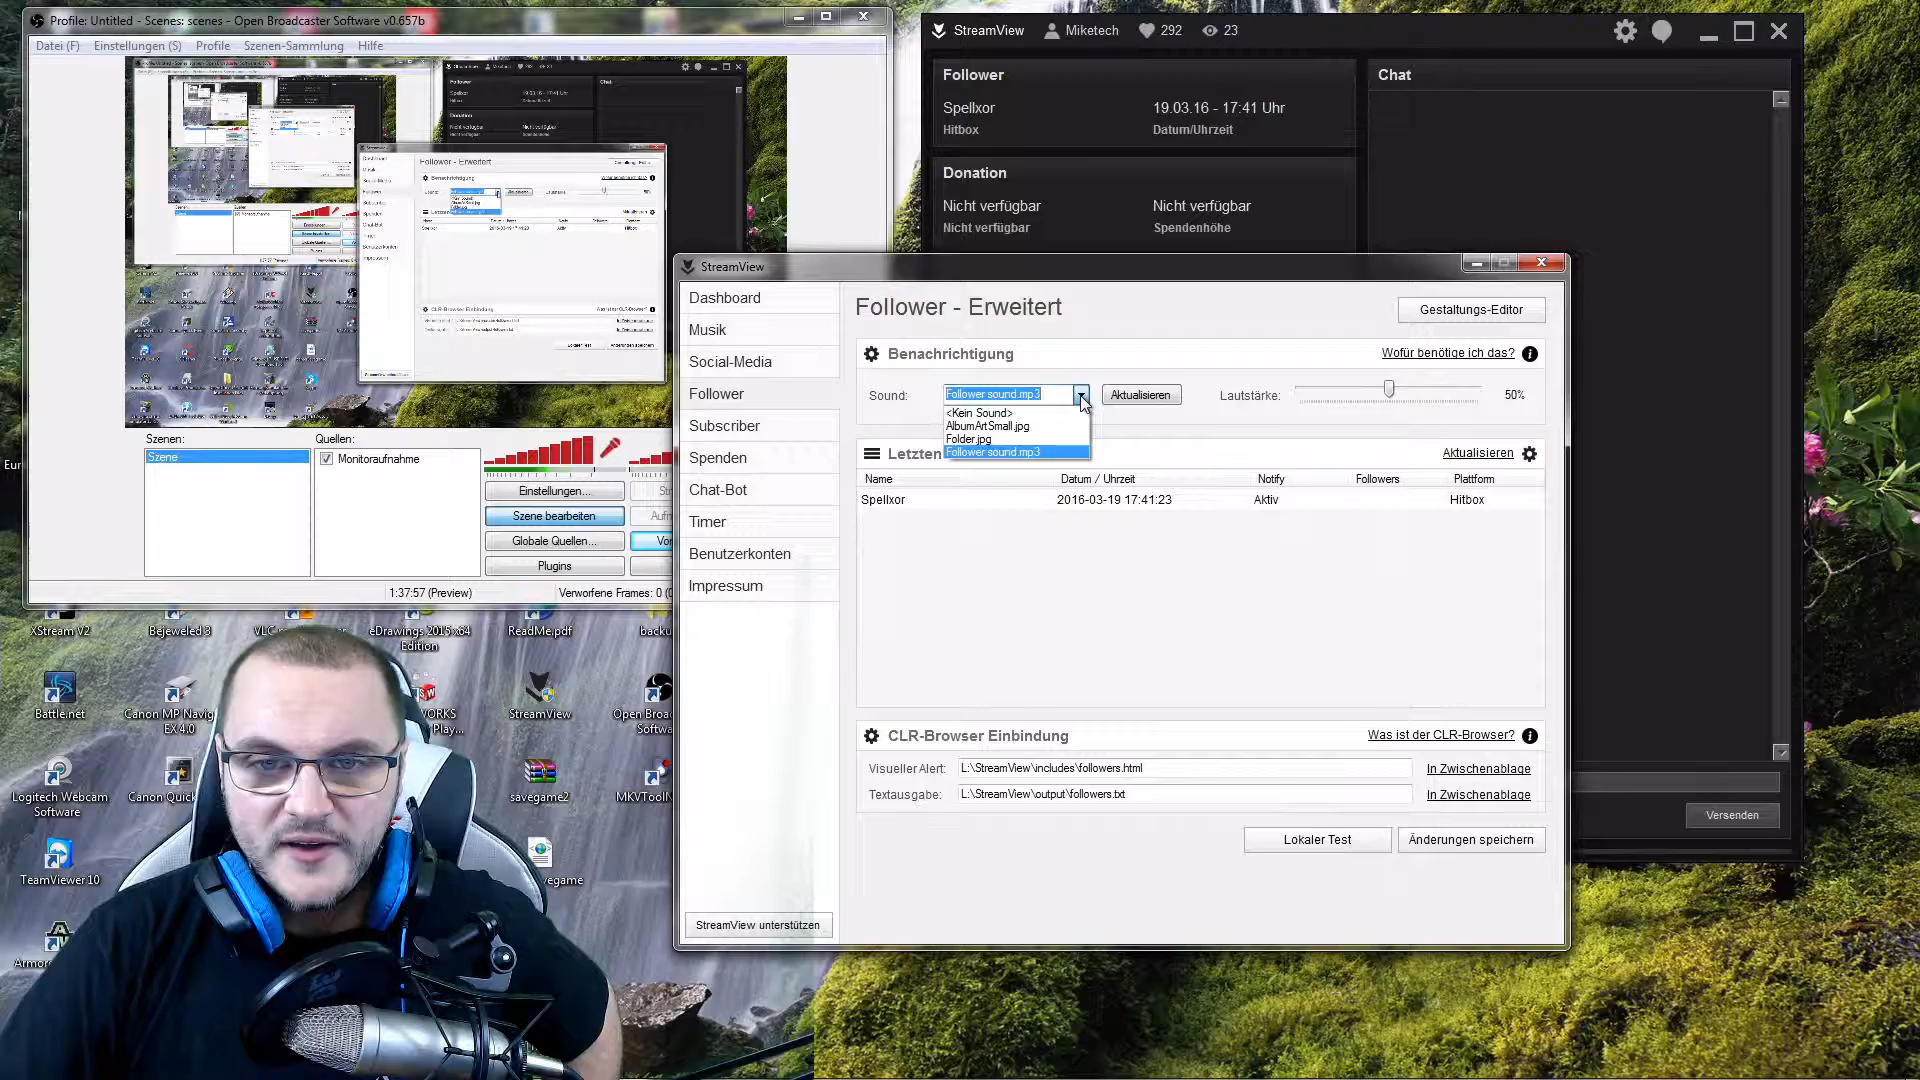 Profile: Untitled - Scenes: scenes - Open Broadcaster Software v0.657b
Datei (F) Einstellungen (S) Profile Szenen-Sammlung Hilfe
Szenen: Quellen:
Szene
Monitoraufnahme
Einstellungen...
Szene bearbeiten
Globale Quellen...
Plugins
1:37:57 (Preview) Verworfene Frames: 0
StreamView Miketech 292 23
Follower
Spellxor 19.03.16 - 17:41 Uhr
Hitbox Datum/Uhrzeit
Donation
Nicht verfügbar Nicht verfügbar
Nicht verfügbar Spendenhöhe
Chat
Versenden
StreamView
Dashboard
Musik
Social-Media
Follower
Subscriber
Spenden
Chat-Bot
Timer
Benutzerkonten
Impressum
StreamView unterstützen
Follower - Erweitert
Gestaltungs-Editor
Benachrichtigung
Wofür benötige ich das?
Sound: Follower sound.mp3 Aktualisieren Lautstärke: 50%
<Kein Sound>
AlbumArtSmall.jpg
Folder.jpg
Follower sound.mp3
Letzten
Aktualisieren
Name Datum / Uhrzeit Notify Followers Plattform
Spellxor 2016-03-19 17:41:23 Aktiv Hitbox
CLR-Browser Einbindung
Was ist der CLR-Browser?
Visueller Alert: L:\StreamView\includes\followers.html In Zwischenablage
Textausgabe: L:\StreamView\output\followers.txt In Zwischenablage
Lokaler Test Änderungen speichern
XStream V2
Bejeweled 3
eDrawings 2015 x64
Edition
ReadMe.pdf
Battle.net
Canon MP Navig
EX 4.0
StreamView
Open Broad
Softwa
Logitech Webcam
Software
Canon Quick
savegame2
TeamViewer 10